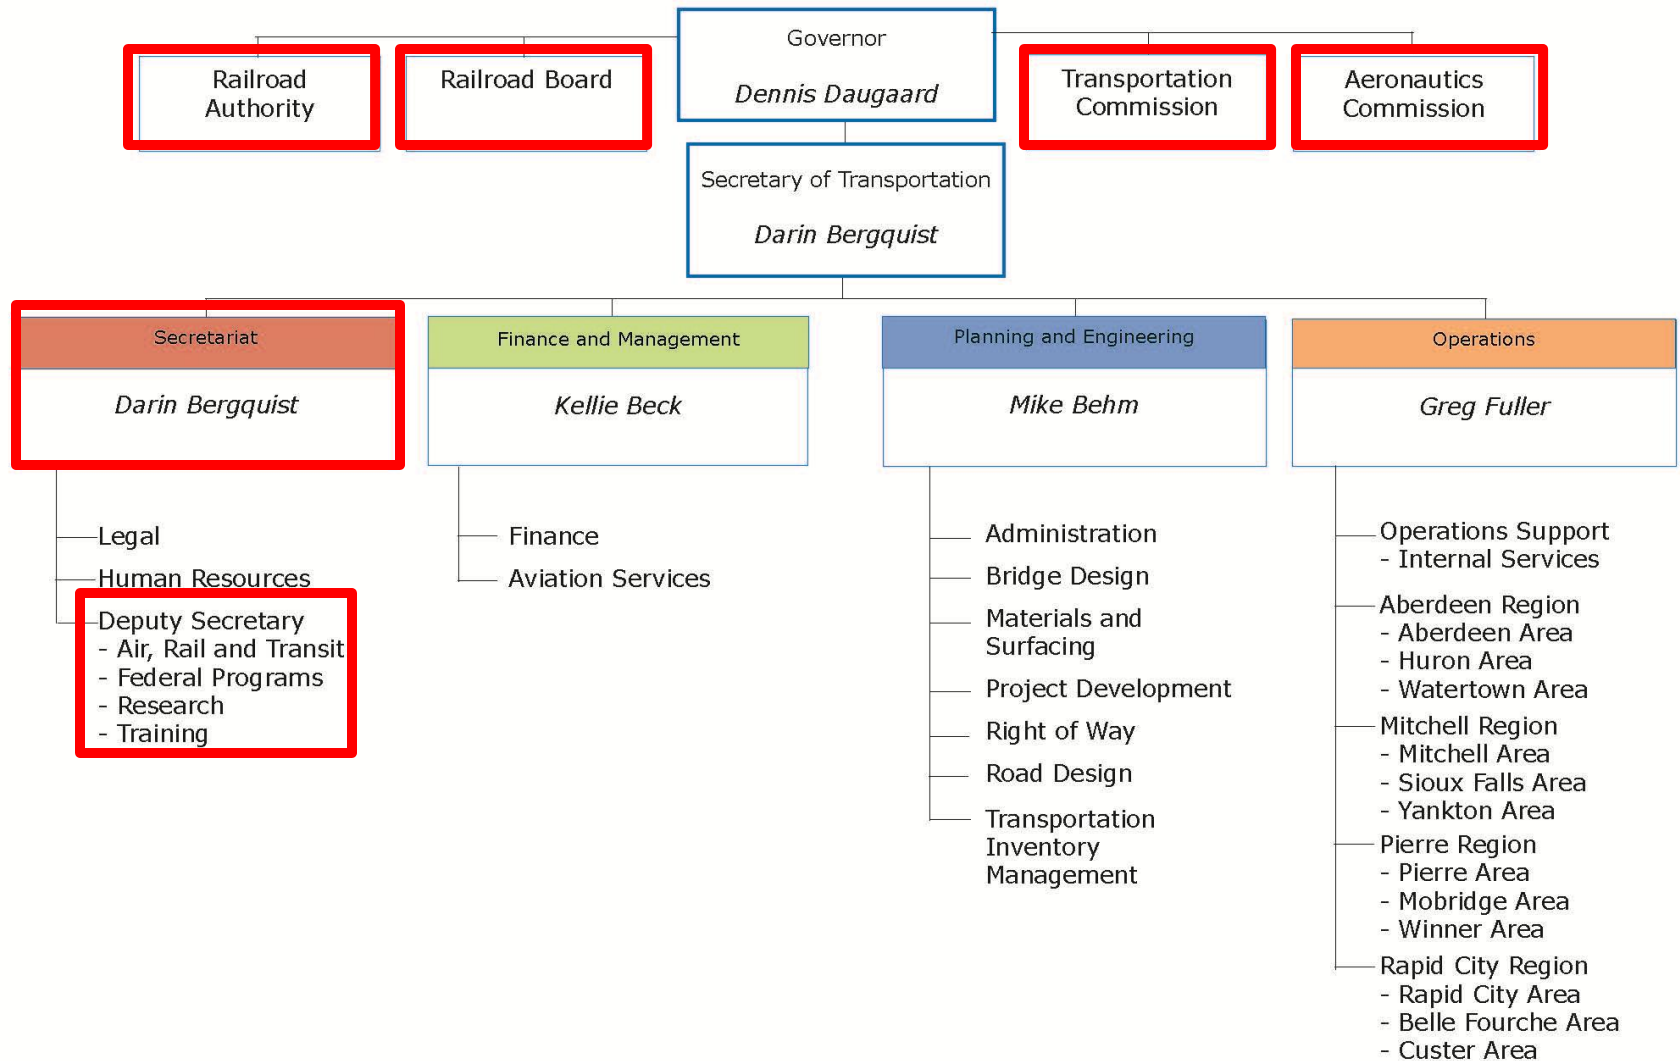 Governor
Dennis Daugaard
Railroad
Authority
Railroad Board
Transportation
Commission
Aeronautics
Commission
Secretary of Transportation
Darin Bergquist
Secretariat
Darin Bergquist
Legal
Human Resources
Deputy Secretary
- Air, Rail and Transit
- Federal Programs
- Research
- Training
Finance and Management
Kellie Beck
Finance
Aviation Services
Planning and Engineering
Mike Behm
Administration
Bridge Design
Materials and
Surfacing
Project Development
Right of Way
Road Design
Transportation
Inventory
Management
Operations
Greg Fuller
Operations Support
- Internal Services
Aberdeen Region
- Aberdeen Area
- Huron Area
- Watertown Area
Mitchell Region
- Mitchell Area
- Sioux Falls Area
- Yankton Area
Pierre Region
- Pierre Area
- Mobridge Area
- Winner Area
Rapid City Region
- Rapid City Area
- Belle Fourche Area
- Custer Area